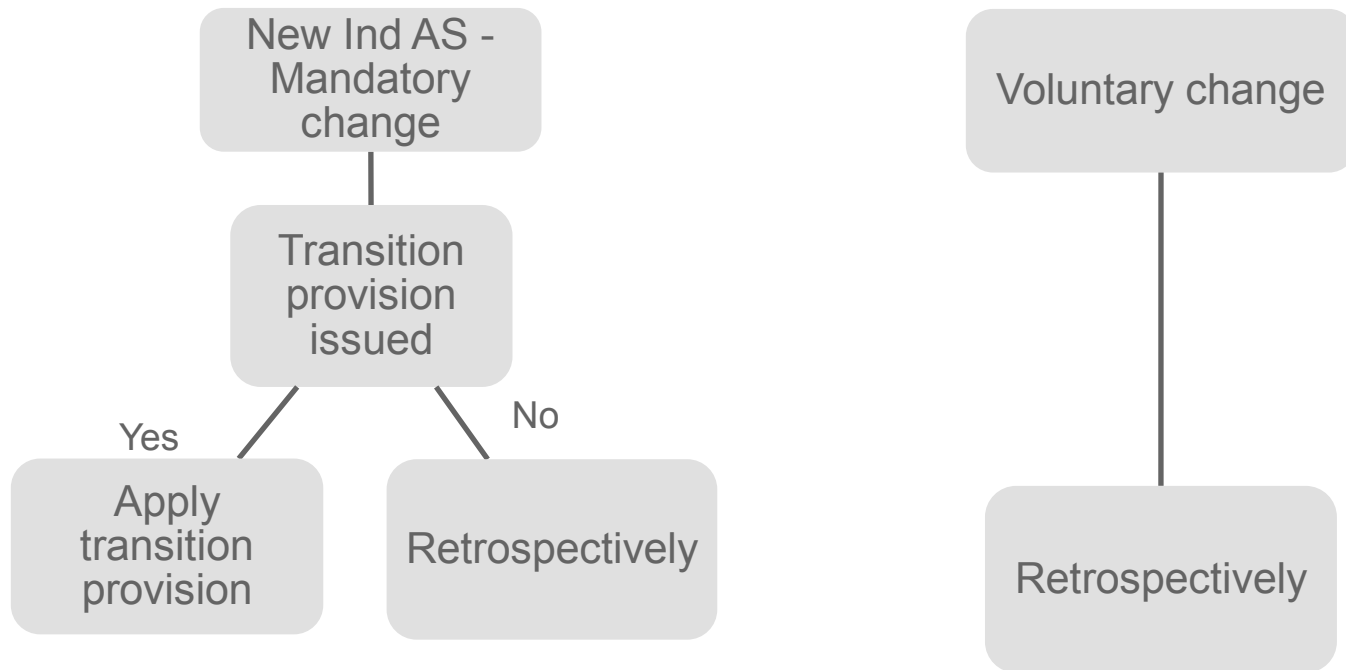 New Ind AS -
Mandatory
change
Voluntary change
Transition
provision
issued
Yes
No
Apply
transition
provision
Retrospectively
Retrospectively